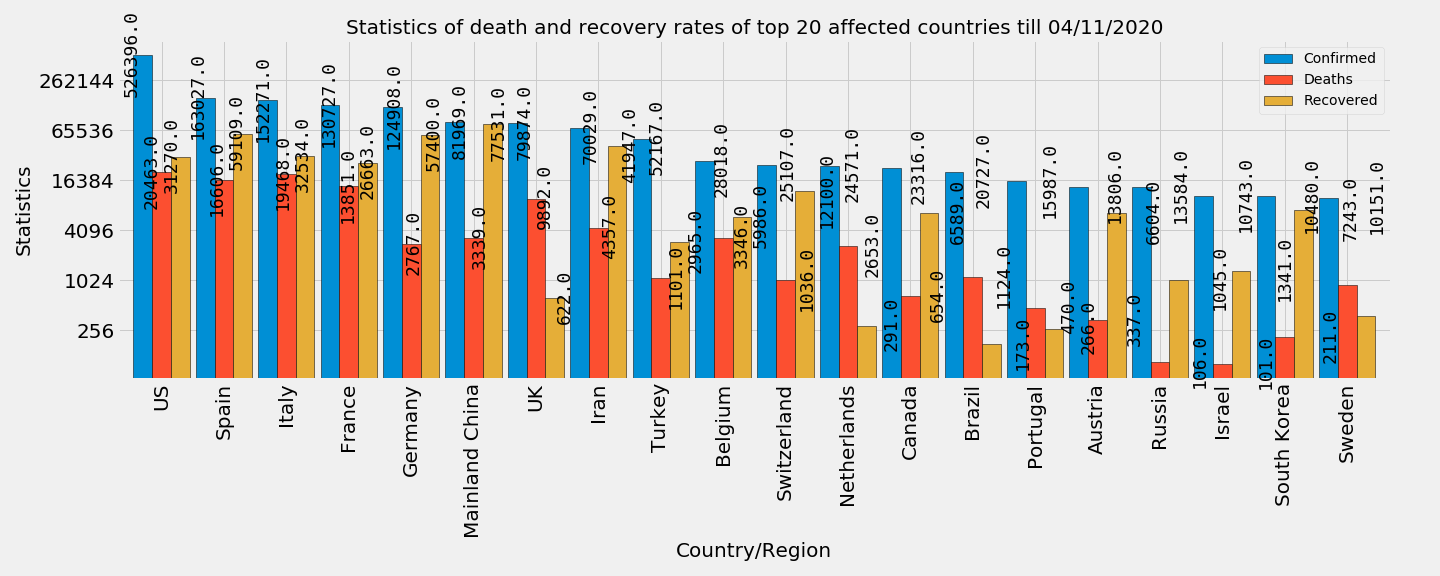 Statistics of death and recovery rates of top 20 affected countries till 04/11/2020
Confirmed
Deaths
Recovered
Statistics
262144
65536
16384
4096
1024
256
526396.0
20463.0
31270.0
163027.0
16606.0
59109.0
152271.0
19468.0
32534.0
130727.0
13851.0
26663.0
124908.0
2767.0
57400.0
81969.0
3339.0
77531.0
79874.0
9892.0
622.0
70029.0
4357.0
41947.0
52167.0
1101.0
2965.0
28018.0
3346.0
5986.0
25107.0
1036.0
12100.0
24571.0
2653.0
291.0
23316.0
654.0
6589.0
20727.0
1124.0
173.0
15987.0
470.0
266.0
13806.0
337.0
6604.0
13584.0
106.0
1045.0
10743.0
101.0
1341.0
10480.0
211.0
7243.0
10151.0
US
Spain
Italy
France
Germany
Mainland China
UK
Iran
Turkey
Belgium
Switzerland
Netherlands
Canada
Brazil
Portugal
Austria
Russia
Israel
South Korea
Sweden
Country/Region